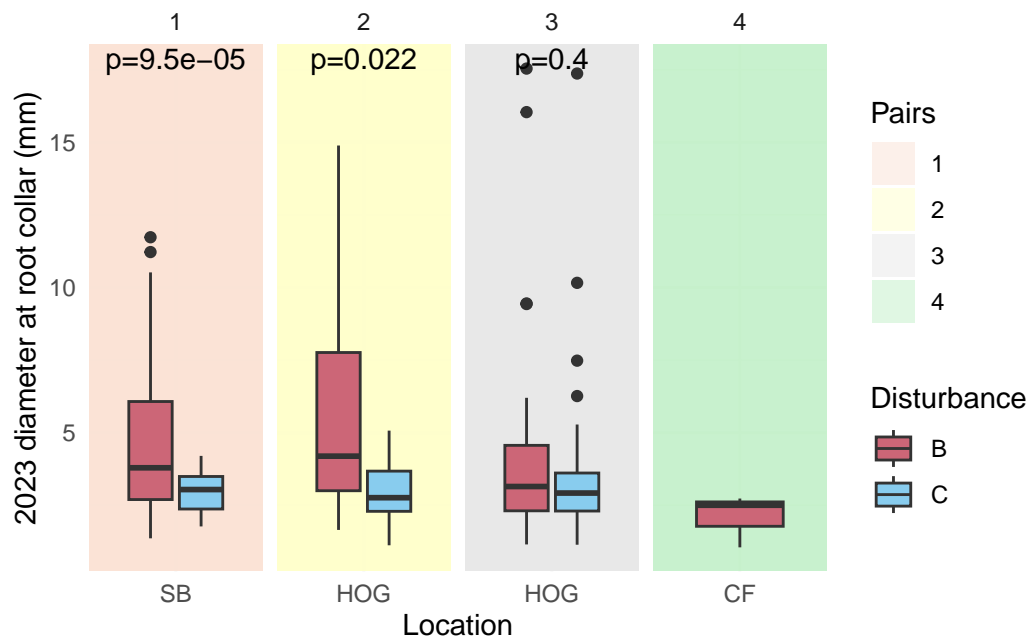 1 2 3 4
p=9.5e−05 p=0.022 p=0.4
2023 diameter at root collar (mm)
15
10
5
SB HOG HOG CF
Location
Pairs
1
2
3
4
Disturbance
B
C